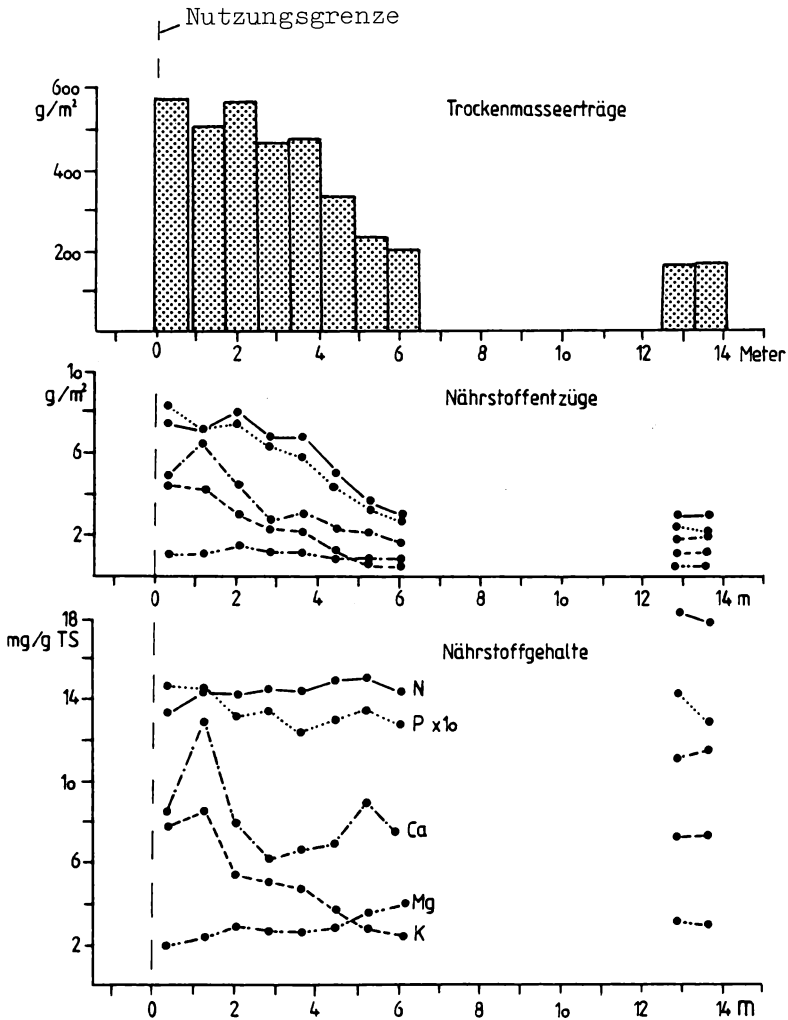 Nutzungsgrenze
600
g/m²
Trockenmasseerträge
400
200
0 2 4 6 8 10 12 14 Meter
10
g/m²
Nährstoffentzüge
6
2
0 2 4 6 8 10 12 14 m
18
mg/g TS
Nährstoffgehalte
N
14
P x10
10
Ca
6
Mg
K
2
0 2 4 6 8 10 12 14 m